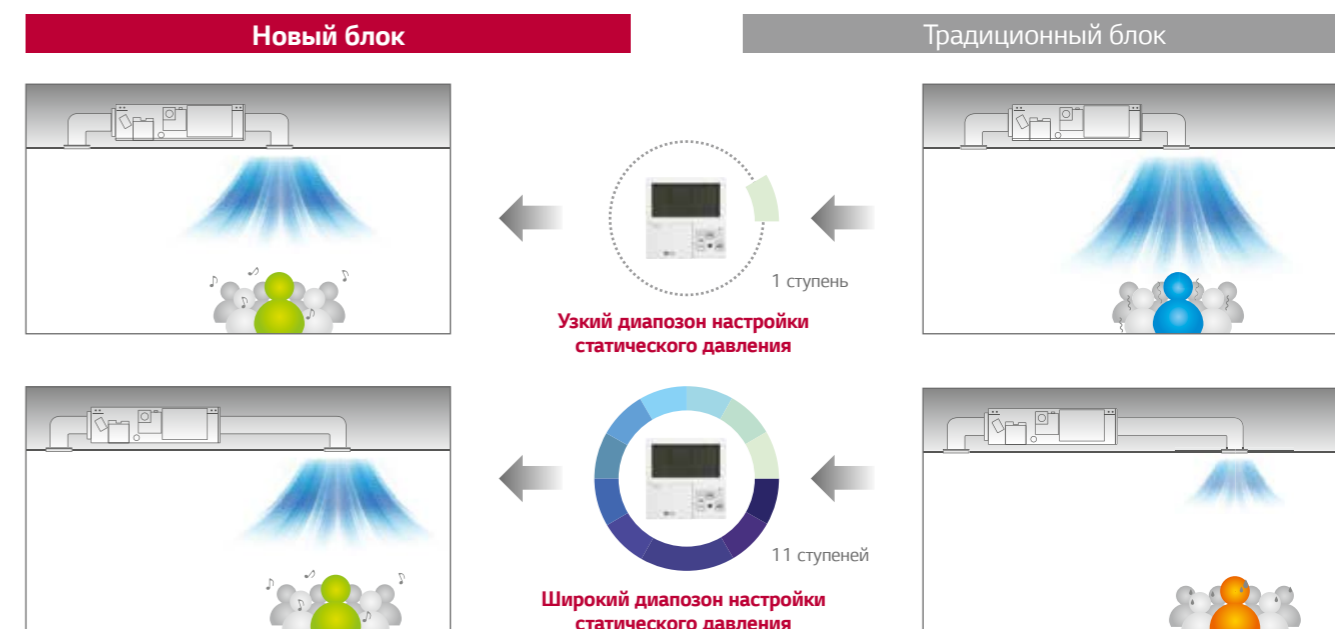 Новый блок
Традиционный блок
1 ступень
Узкий диапозон настройки
статического давления
11 ступеней
Широкий диапозон настройки
статического давления